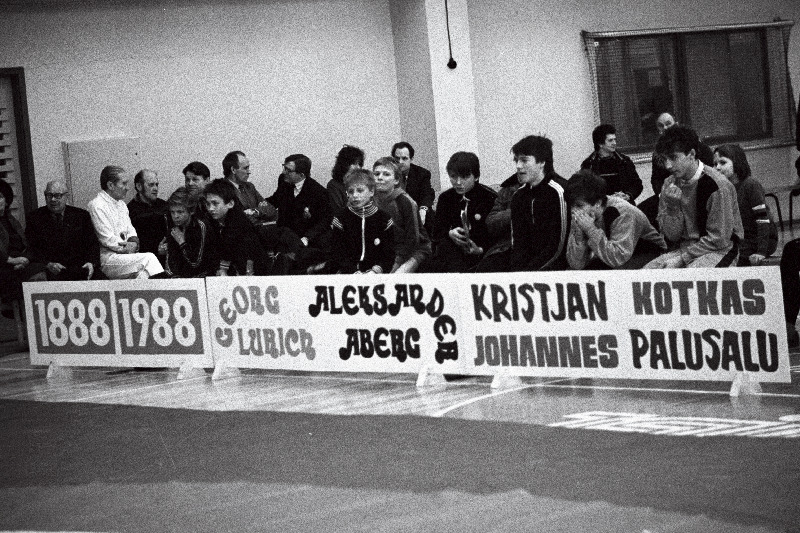 1888 1988
GEORG
LURICH
ALEKSANDER
ABERG
KRISTJAN KOTKAS
JOHANNES PALUSALU